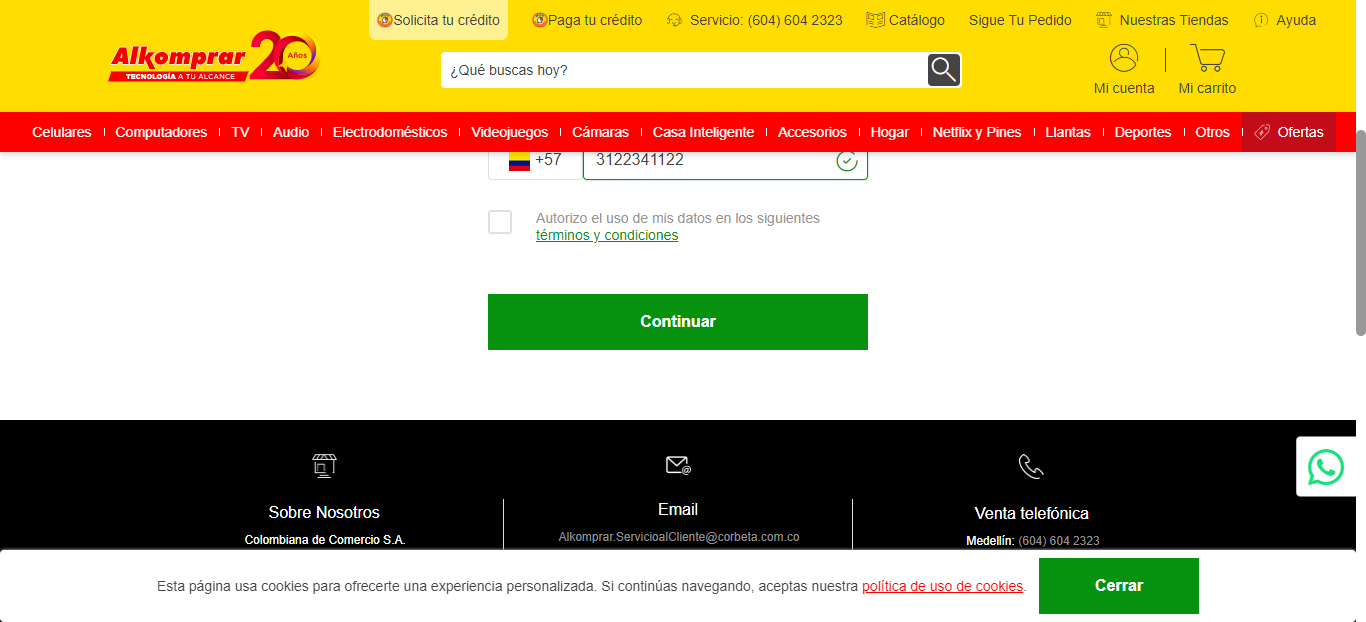 Solicita tu crédito
Paga tu crédito
Servicio: (604) 604 2323
Catálogo
Sigue Tu Pedido
Nuestras Tiendas
Ayuda
Alkomprar 20 Años
TECNOLOGÍA A TU ALCANCE
¿Qué buscas hoy?
Mi cuenta
Mi carrito
Celulares
Computadores
TV
Audio
Electrodomésticos
Videojuegos
Cámaras
Casa Inteligente
Accesorios
Hogar
Netflix y Pines
Llantas
Deportes
Otros
Ofertas
+57
3122341122
Autorizo el uso de mis datos en los siguientes
términos y condiciones
Continuar
Sobre Nosotros
Colombiana de Comercio S.A.
Email
Alkomprar.ServicioalCliente@corbeta.com.co
Venta telefónica
Medellín: (604) 604 2323
Esta página usa cookies para ofrecerte una experiencia personalizada. Si continúas navegando, aceptas nuestra política de uso de cookies.
Cerrar